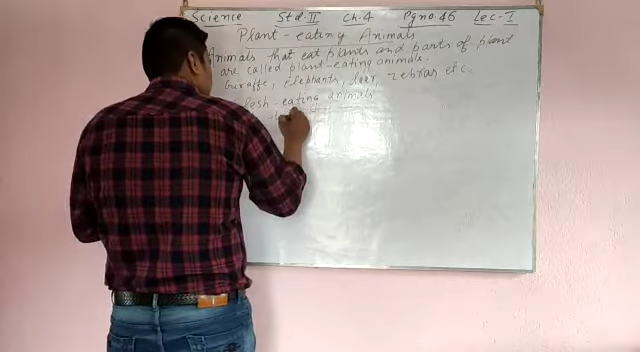 Science Std-II Ch.4 Pg no. 46 Lec-I
Plant-eating Animals
Animals that eat plants and parts of plant
are called plant-eating animals.
Giraffe, Elephants, deer, zebras etc.
flesh-eating animals